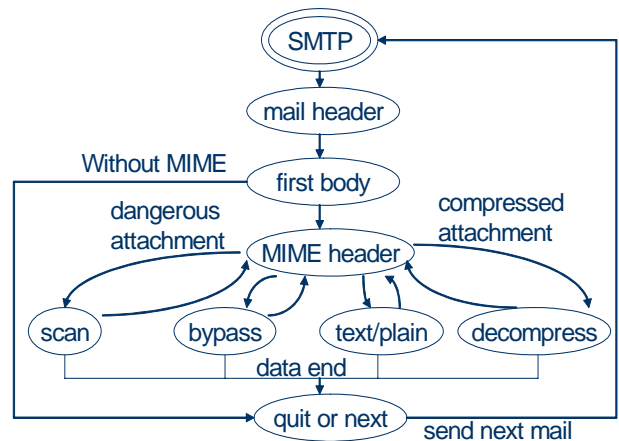 SMTP
mail header
Without MIME
first body
dangerous
attachment
compressed
attachment
MIME header
scan
bypass
text/plain
decompress
data end
quit or next
send next mail